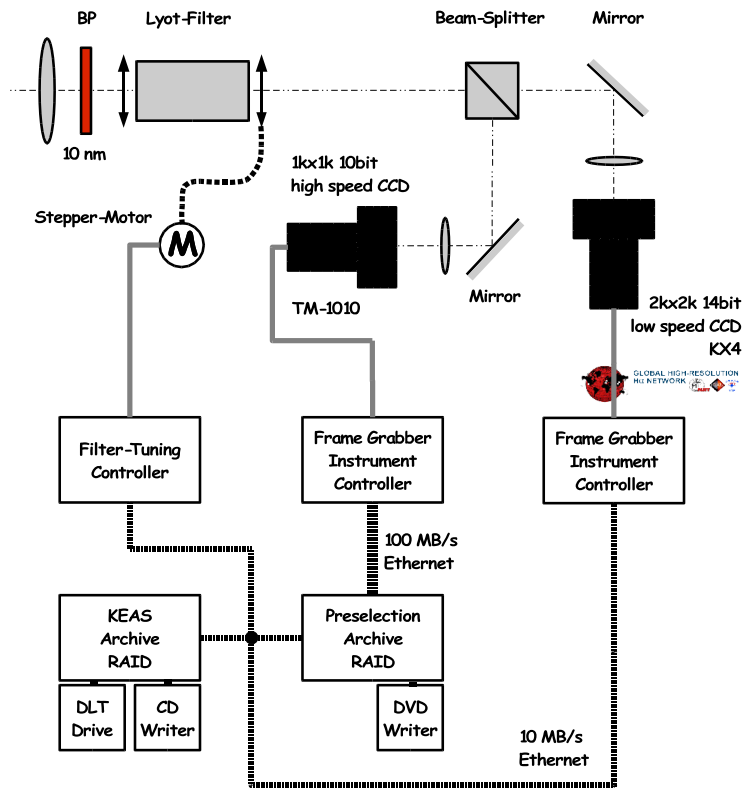 BP
Lyot-Filter
Beam-Splitter
Mirror
10 nm
1kx1k 10bit
high speed CCD
Stepper-Motor
M
TM-1010
Mirror
2kx2k 14bit
low speed CCD
KX4
GLOBAL HIGH-RESOLUTION
Hα NETWORK
Filter-Tuning
Controller
Frame Grabber
Instrument
Controller
Frame Grabber
Instrument
Controller
100 MB/s
Ethernet
KEAS
Archive
RAID
Preselection
Archive
RAID
DLT
Drive
CD
Writer
DVD
Writer
10 MB/s
Ethernet